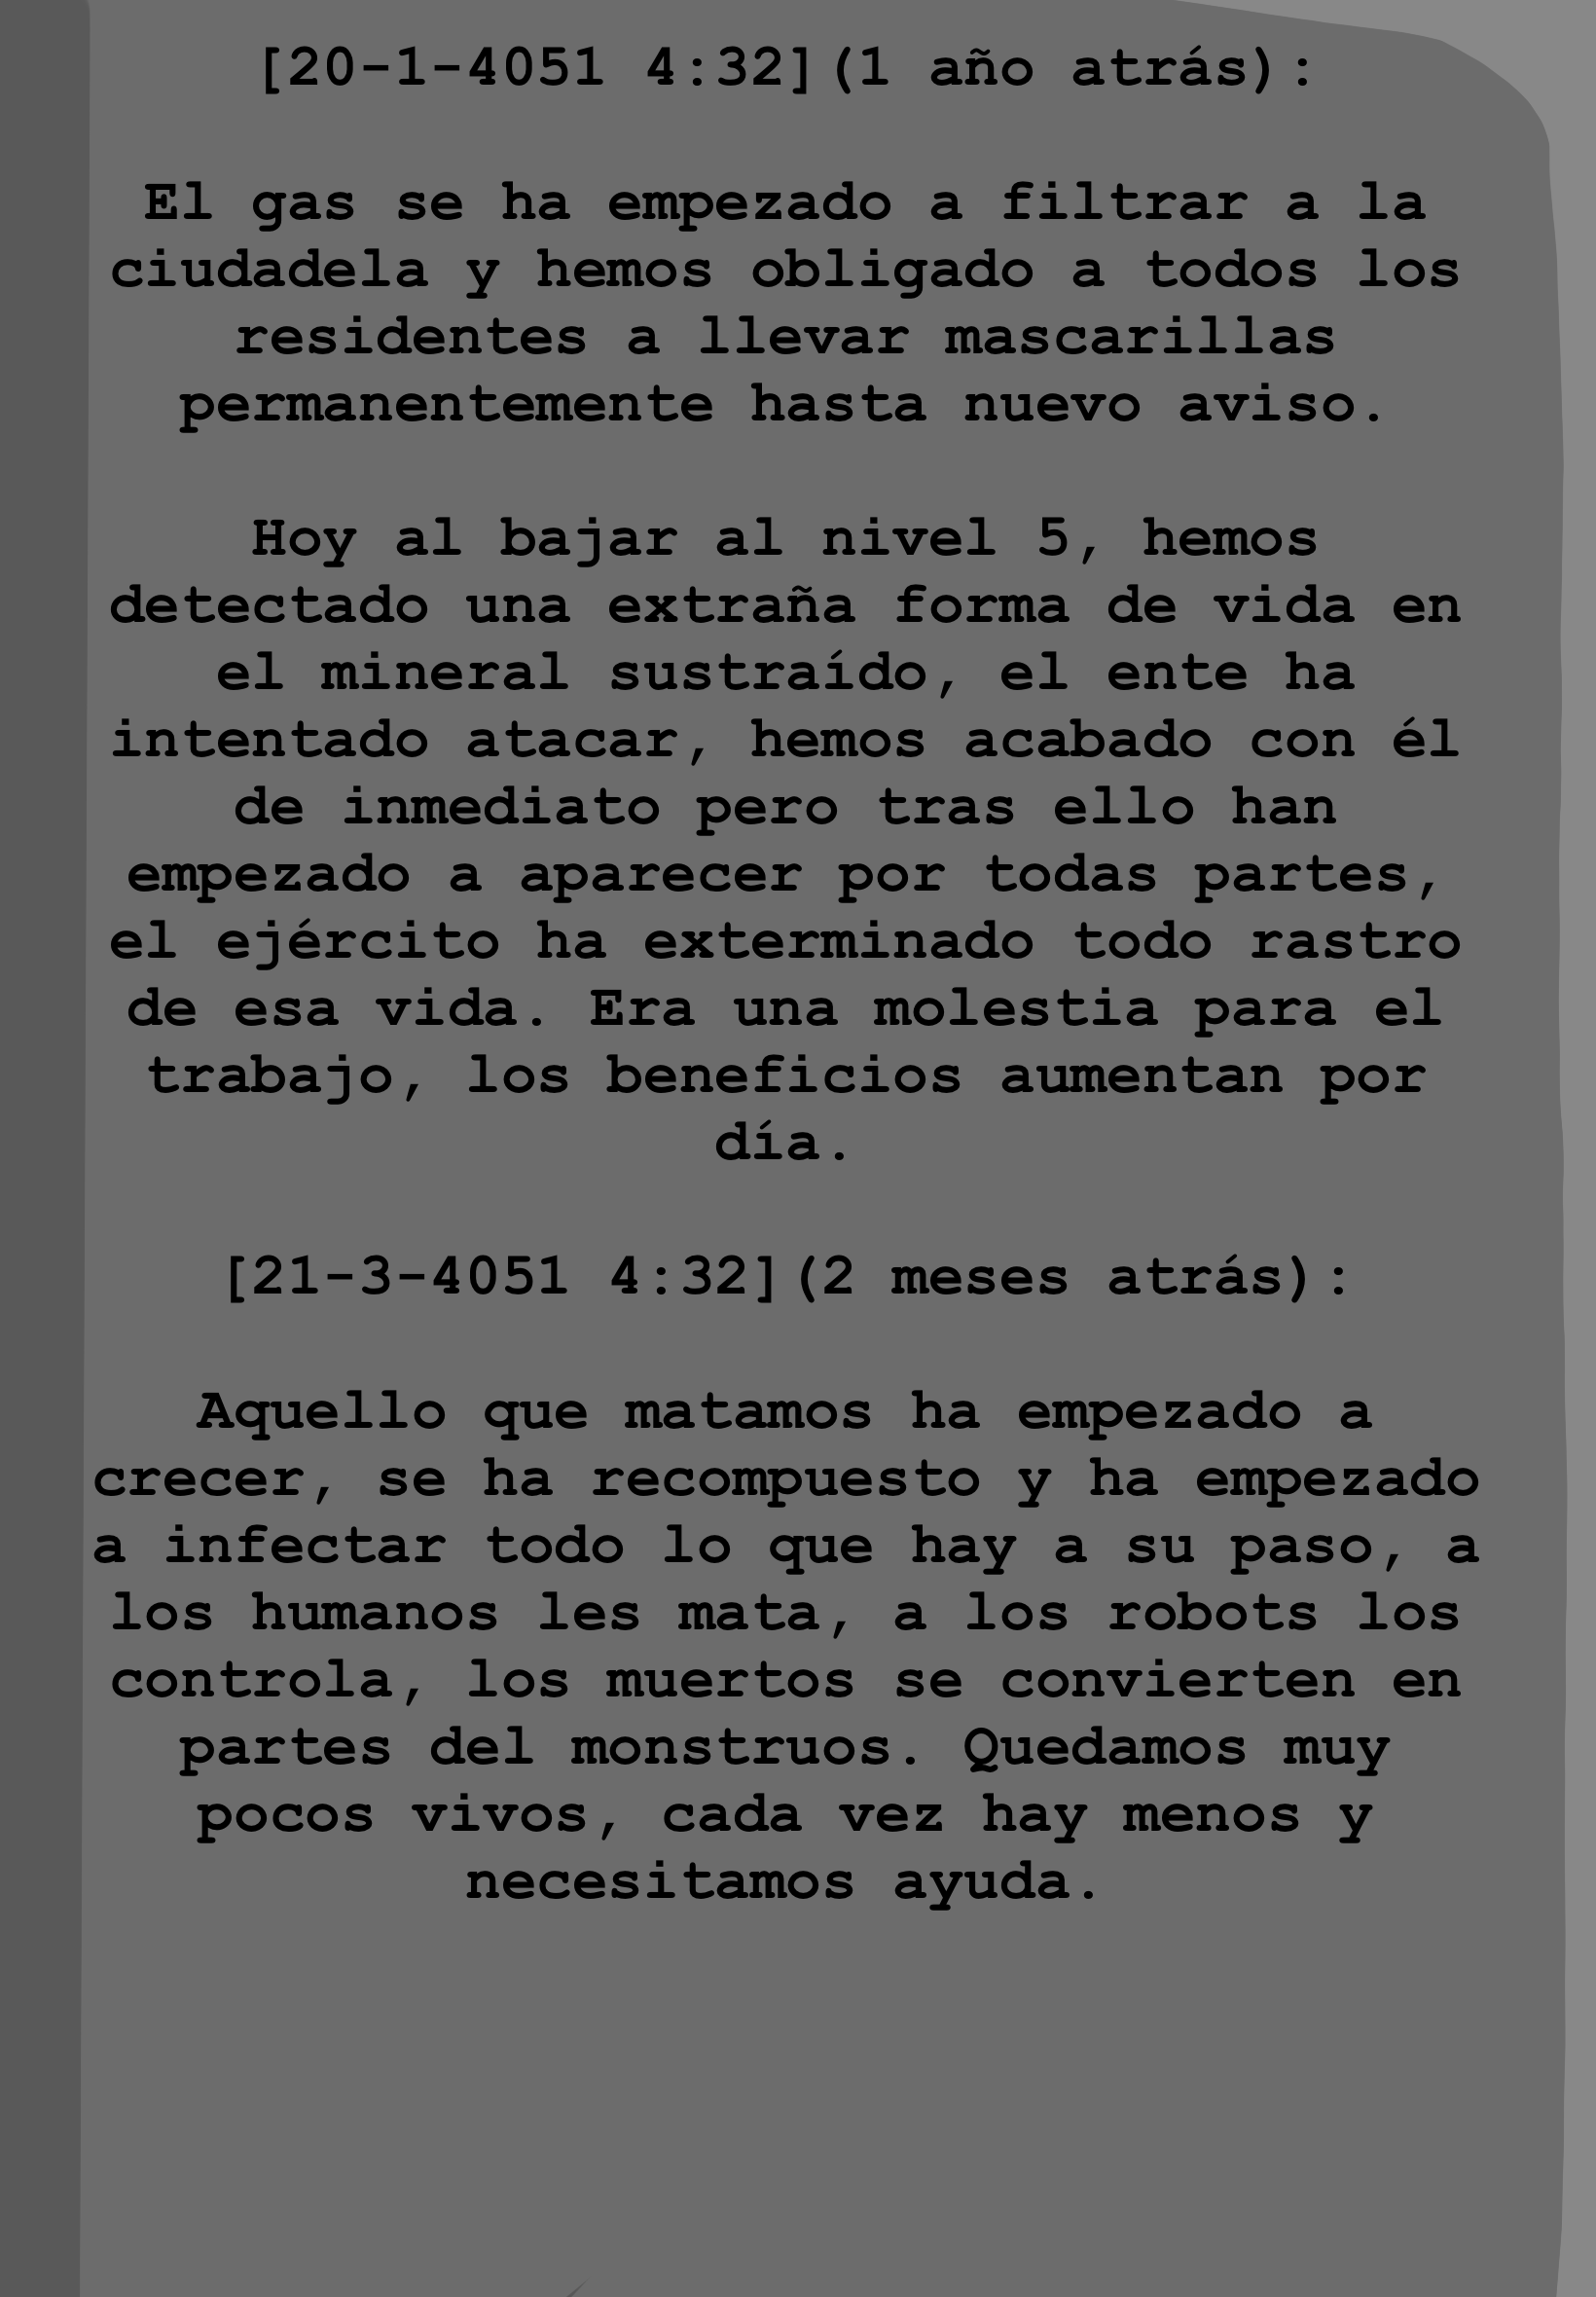 [20-1-4051 4:32](1 año atrás):
El gas se ha empezado a filtrar a la
ciudadela y hemos obligado a todos los
residentes a llevar mascarillas
permanentemente hasta nuevo aviso.
Hoy al bajar al nivel 5, hemos
detectado una extraña forma de vida en
el mineral sustraído, el ente ha
intentado atacar, hemos acabado con él
de inmediato pero tras ello han
empezado a aparecer por todas partes,
el ejército ha exterminado todo rastro
de esa vida. Era una molestia para el
trabajo, los beneficios aumentan por
día.
[21-3-4051 4:32](2 meses atrás):
Aquello que matamos ha empezado a
crecer, se ha recompuesto y ha empezado
a infectar todo lo que hay a su paso, a
los humanos les mata, a los robots los
controla, los muertos se convierten en
partes del monstruos. Quedamos muy
pocos vivos, cada vez hay menos y
necesitamos ayuda.